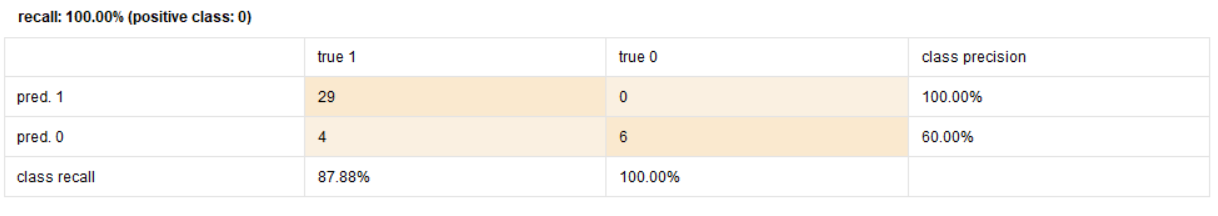 recall: 100.00% (positive class: 0)
true 1 true 0 class precision
pred. 1 29 0 100.00%
pred. 0 4 6 60.00%
class recall 87.88% 100.00%